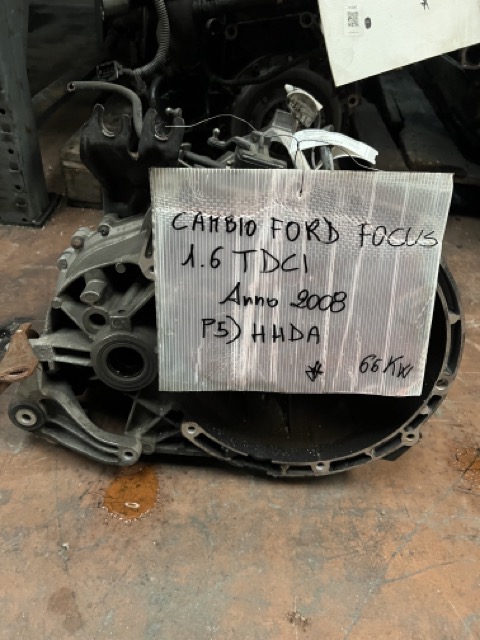 CAMBIO FORD FOCUS
1.6 TDCI
Anno 2008
P5) HHDA
66 KW